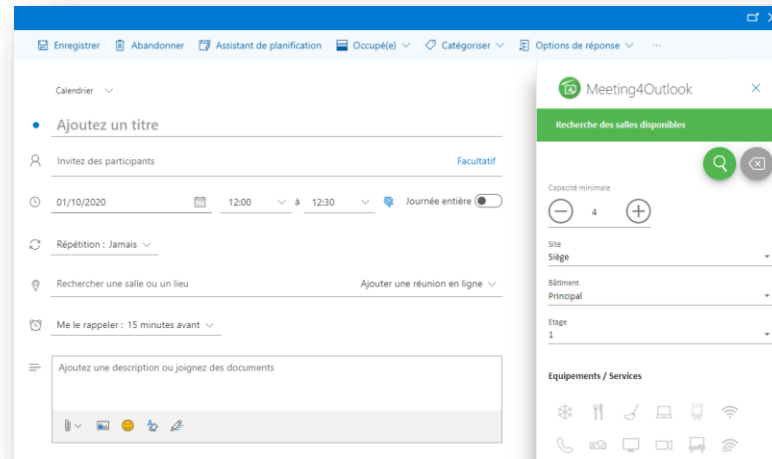 Enregistrer Abandonner Assistant de planification Occupé(e) Catégoriser Options de réponse ...
Calendrier
Ajoutez un titre
Invitez des participants Facultatif
01/10/2020 12:00 à 12:30 Journée entière
Répétition : Jamais
Rechercher une salle ou un lieu Ajouter une réunion en ligne
Me le rappeler : 15 minutes avant
Ajoutez une description ou joignez des documents
Meeting4Outlook
Recherche des salles disponibles
Capacité minimale
4
Site
Siège
Bâtiment
Principal
Etage
1
Equipements / Services